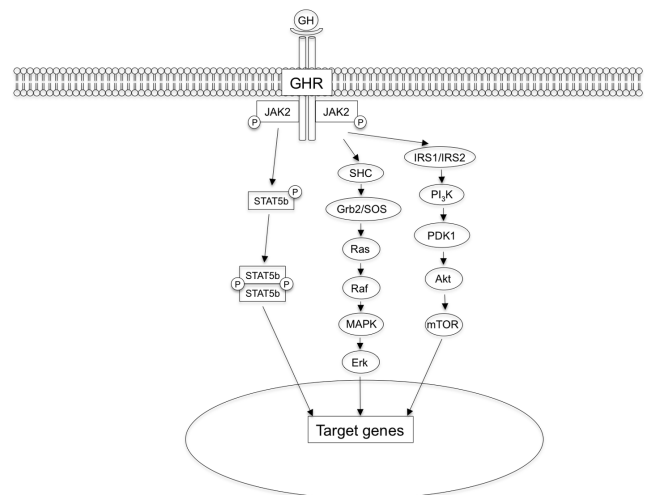 GH
GHR
JAK2 JAK2
P P
IRS1/IRS2
SHC
P
PI3K
STAT5b
Grb2/SOS
PDK1
Ras
STAT5b
P P
STAT5b
Akt
Raf
MAPK
mTOR
Erk
Target genes